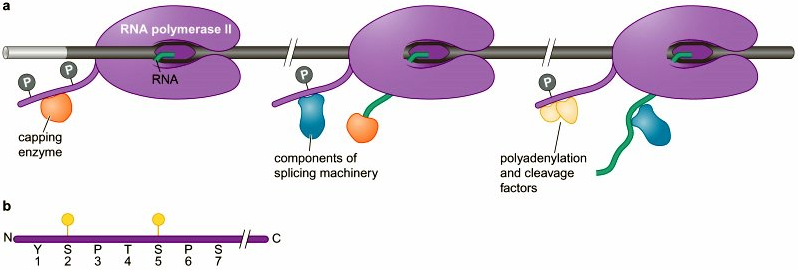 a
RNA polymerase II
P
P
RNA
capping
enzyme
P
components of
splicing machinery
P
polyadenylation
and cleavage
factors
b
N C
Y S P T S P S
1 2 3 4 5 6 7